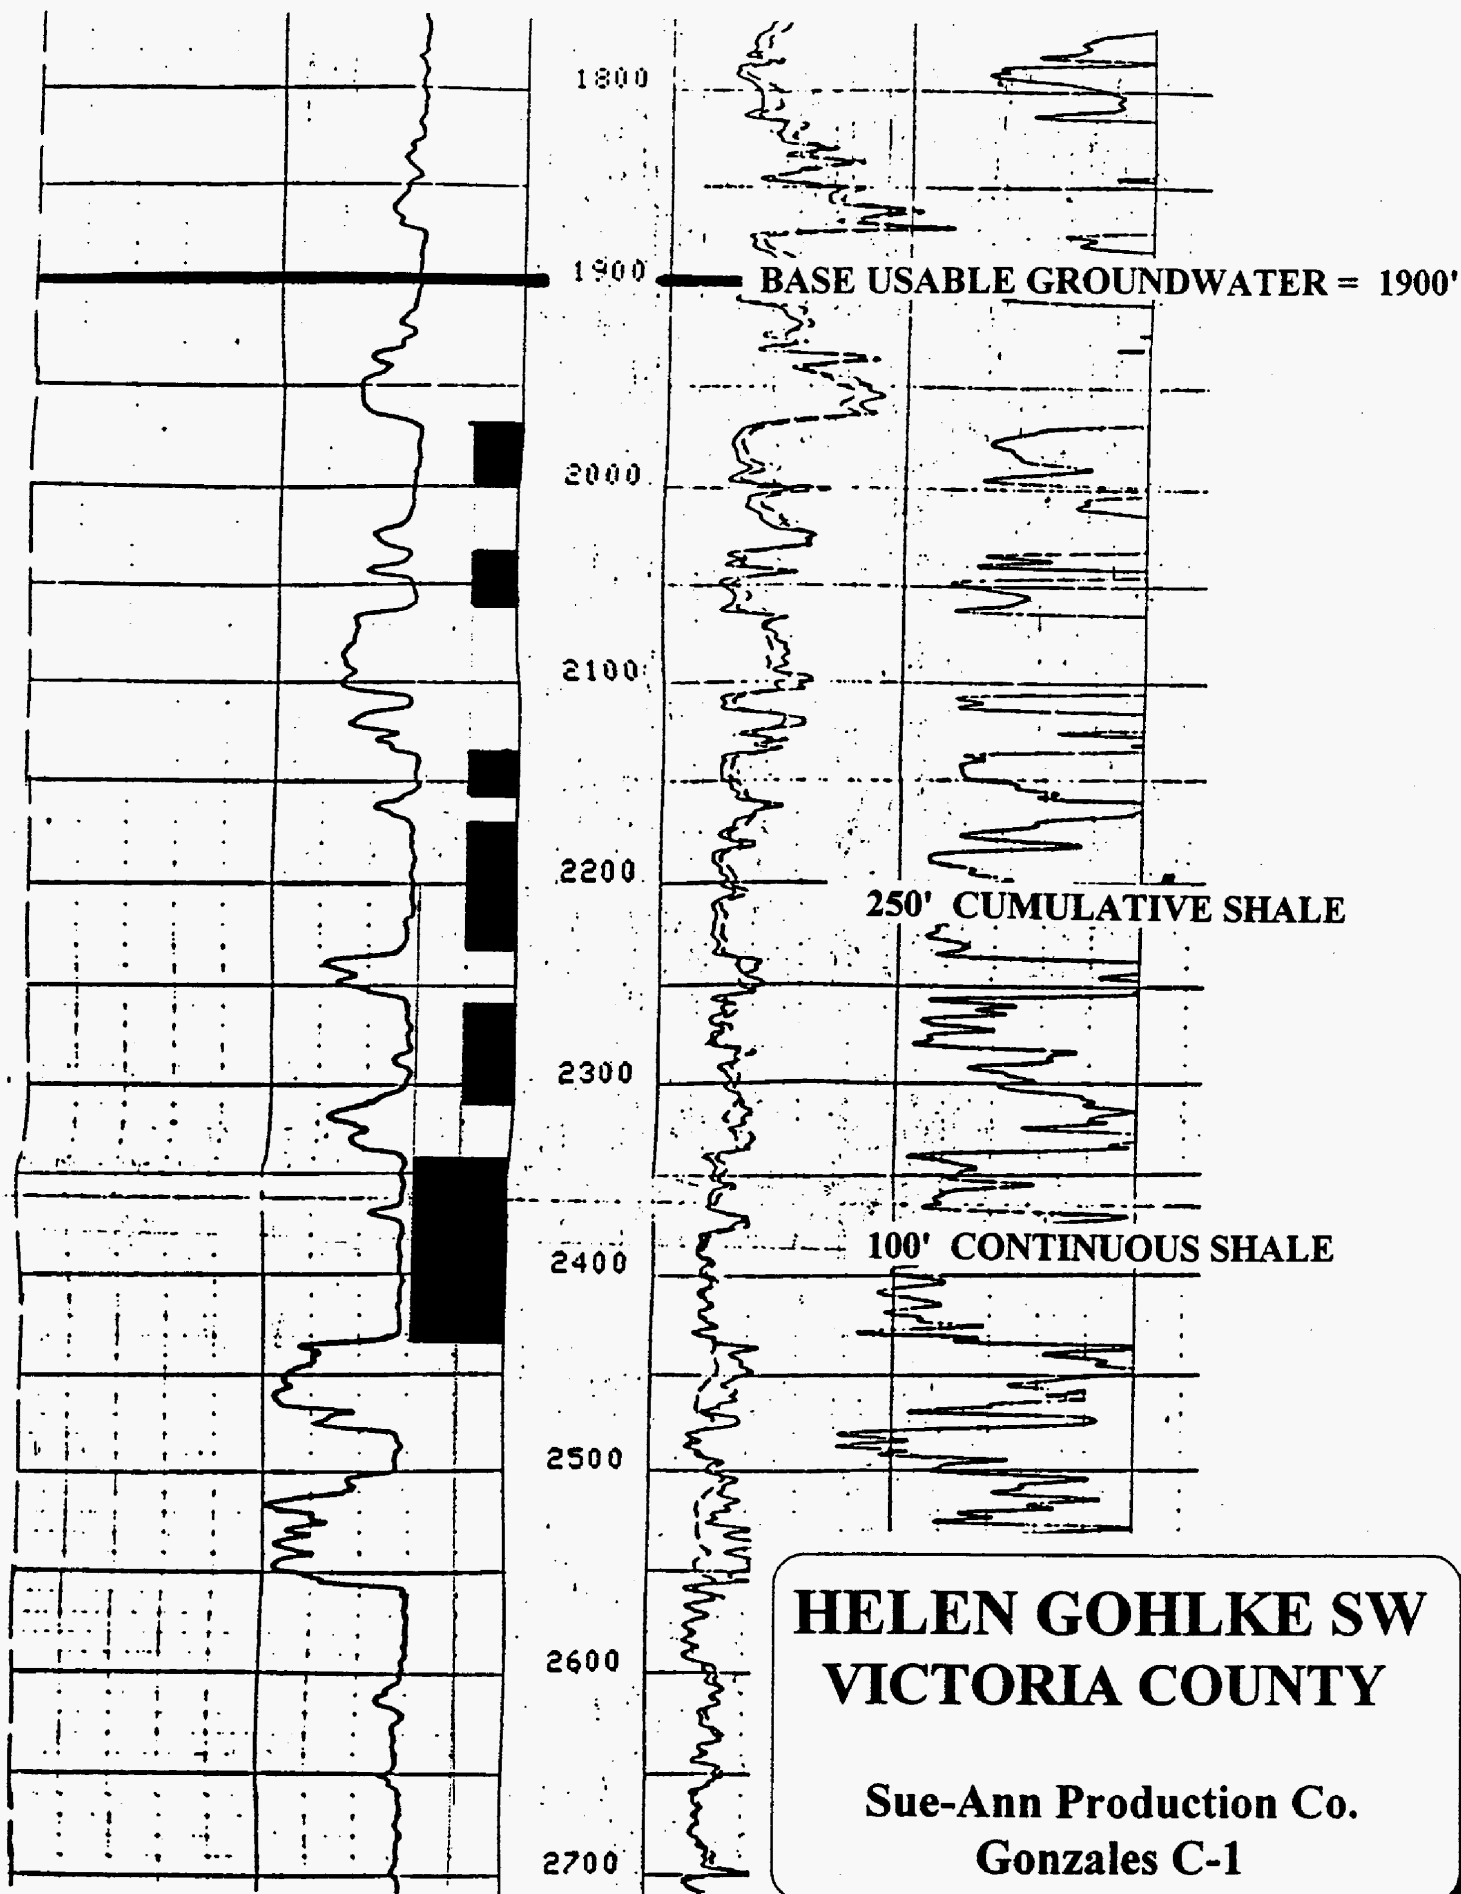 1800
1900
BASE USABLE GROUNDWATER = 1900'
2000
2100
2200
250' CUMULATIVE SHALE
2300
100' CONTINUOUS SHALE
2400
2500
HELEN GOHLKE SW
VICTORIA COUNTY
2600
Sue-Ann Production Co.
Gonzales C-1
2700